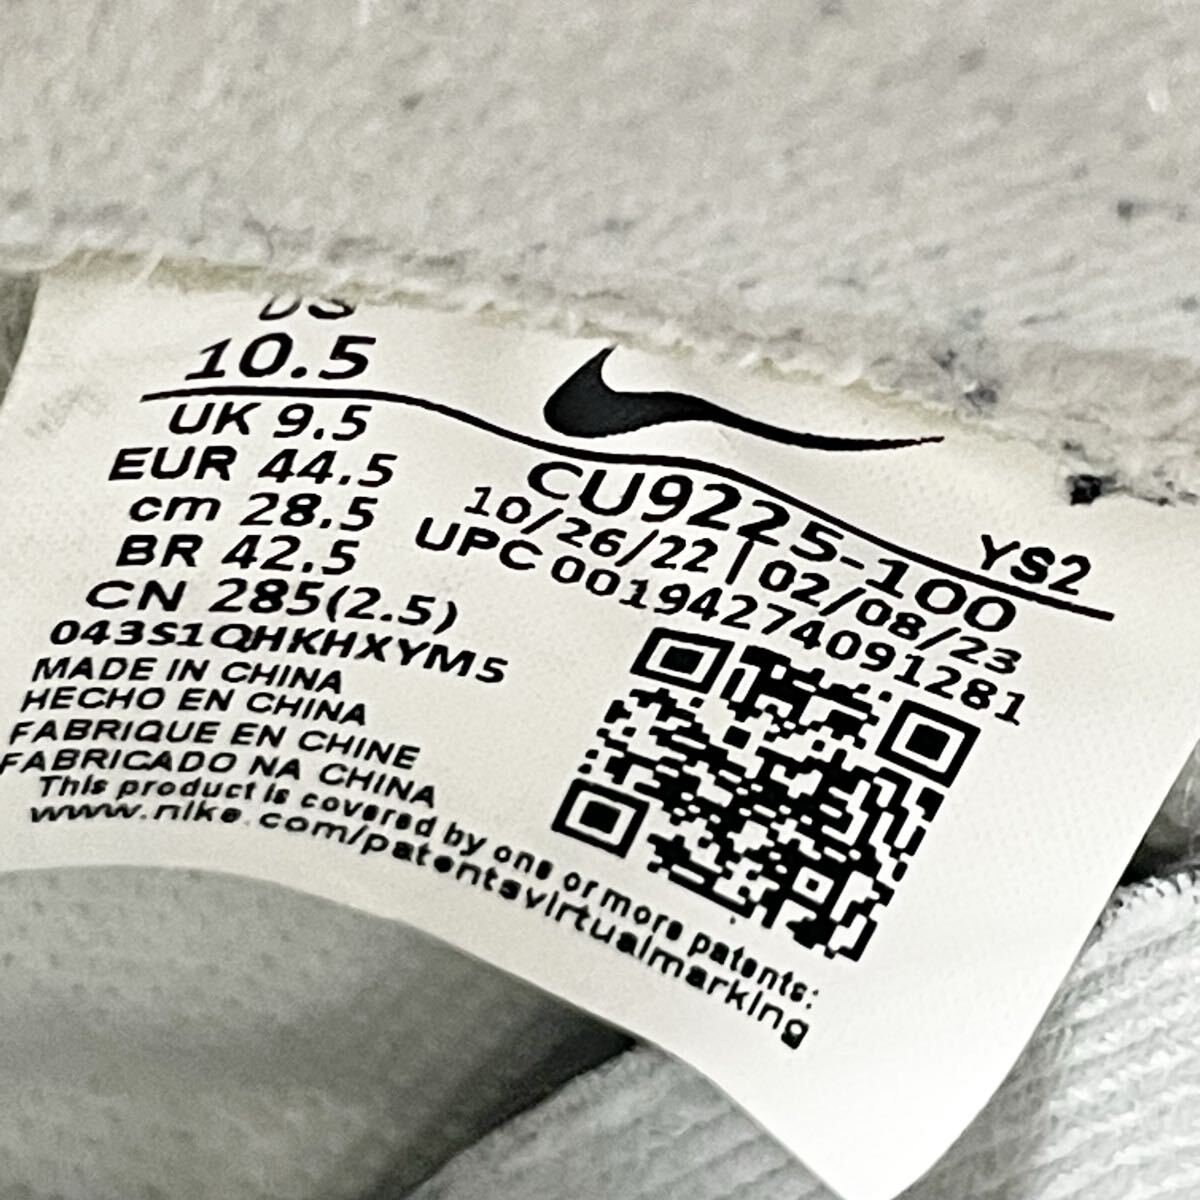 US
10.5
UK 9.5
EUR 44.5
cm 28.5
BR 42.5
CN 285(2.5)
043S1QHKHXYM5
MADE IN CHINA
HECHO EN CHINA
FABRIQUE EN CHINE
FABRICADO NA CHINA
This product is covered by one or more patents:
www.nike.com/patentsvirtualmarking
YS2
CU9225-100
10/26/22 | 02/08/23
UPC 00194274091281